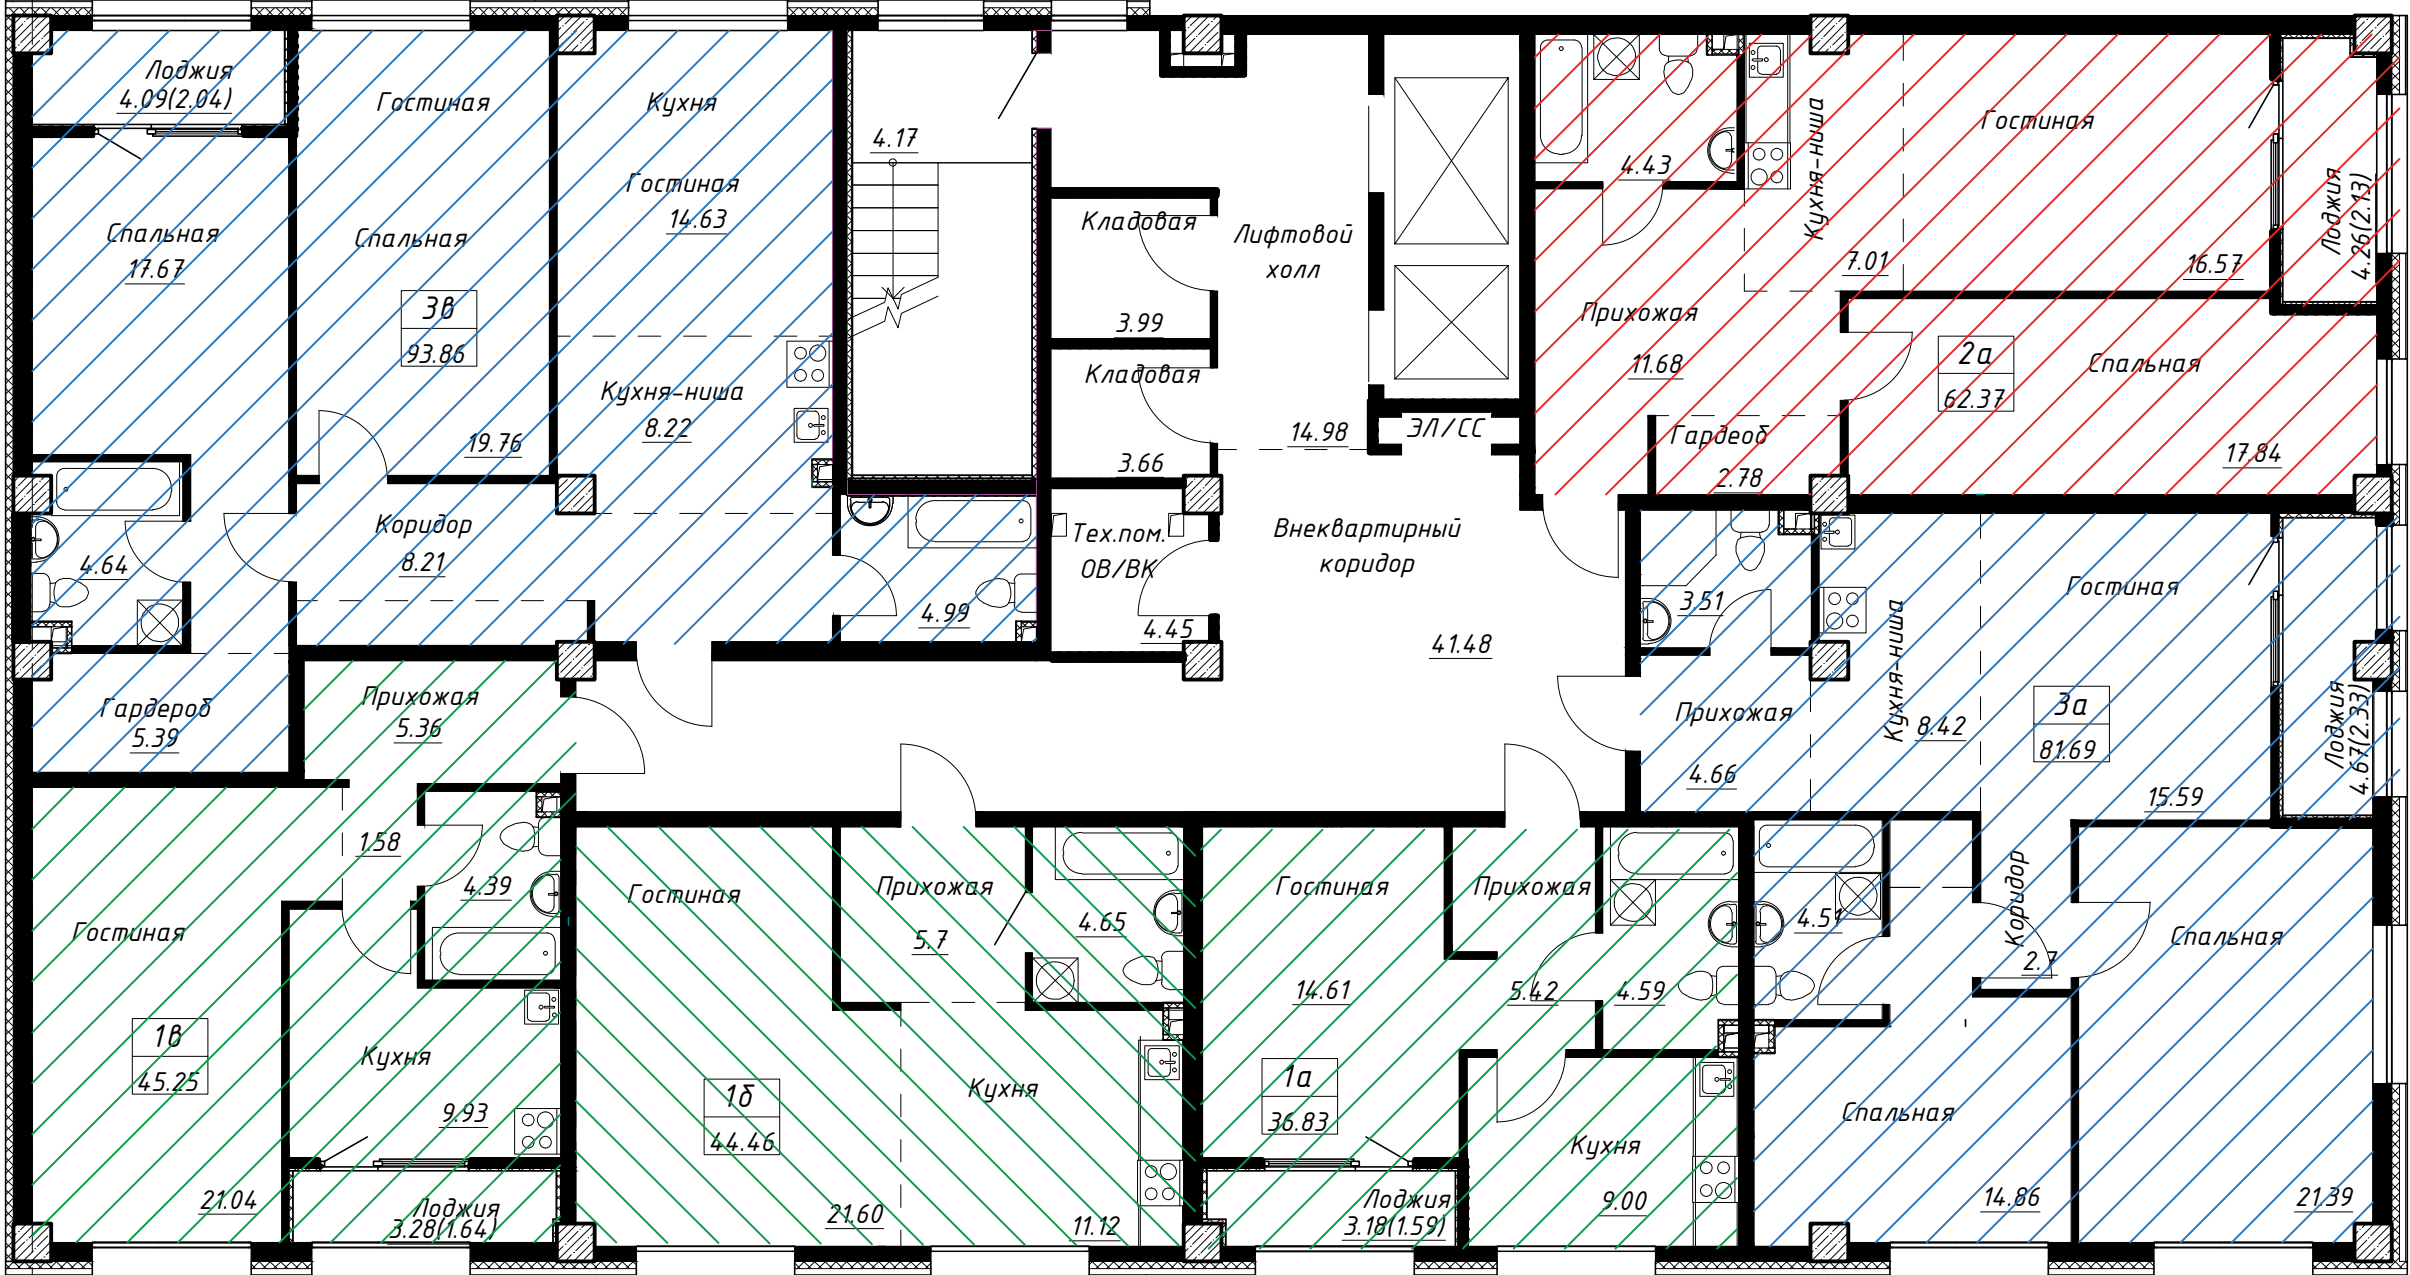 Лоджия
4.09(2.04)
Гостиная
Кухня
Гостиная
14.63
Спальная
17.67
Спальная
3в
93.86
19.76
Кухня-ниша
8.22
Коридор
8.21
4.64
4.99
Гардероб
5.39
4.17
Кладовая
3.99
Кладовая
3.66
Лифтовой
холл
14.98
ЭЛ/СС
Тех.пом.
ОВ/ВК
4.45
Внеквартирный
коридор
41.48
4.43
Кухня-ниша
7.01
Гостиная
16.57
Лоджия
4.26(2.13)
Прихожая
11.68
2а
62.37
Спальная
17.84
Гардеоб
2.78
3.51
Кухня-ниша
8.42
Гостиная
15.59
3а
81.69
Лоджия
4.67(2.33)
Прихожая
4.66
4.51
Коридор
2.7
Спальная
21.39
Спальная
14.86
Прихожая
5.36
1.58
4.39
Гостиная
21.04
1в
45.25
Кухня
9.93
Лоджия
3.28(1.64)
Гостиная
21.60
1б
44.46
Прихожая
5.7
4.65
Кухня
11.12
Гостиная
14.61
1а
36.83
Прихожая
5.42
4.59
Кухня
9.00
Лоджия
3.18(1.59)